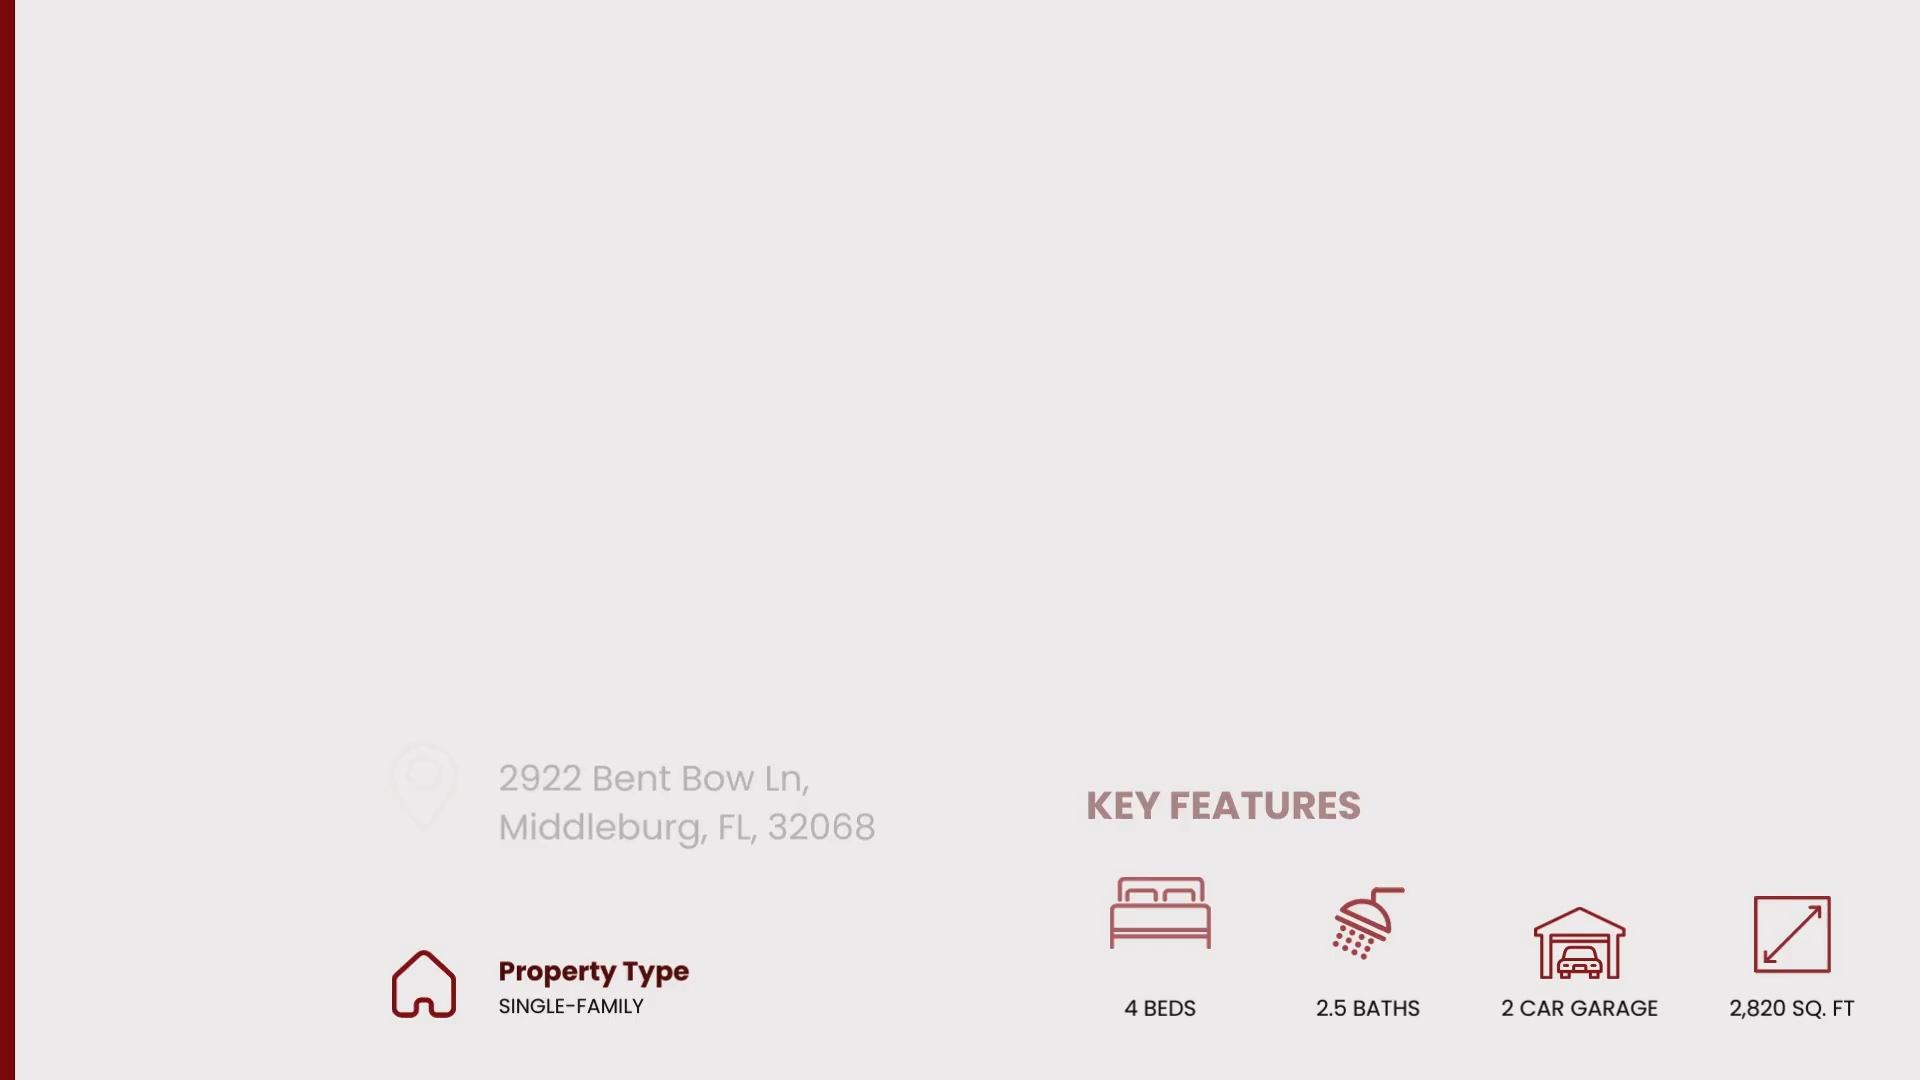 2922 Bent Bow Ln,
Middleburg, FL, 32068
Property Type
SINGLE-FAMILY
KEY FEATURES
4 BEDS
2.5 BATHS
2 CAR GARAGE
2,820 SQ. FT